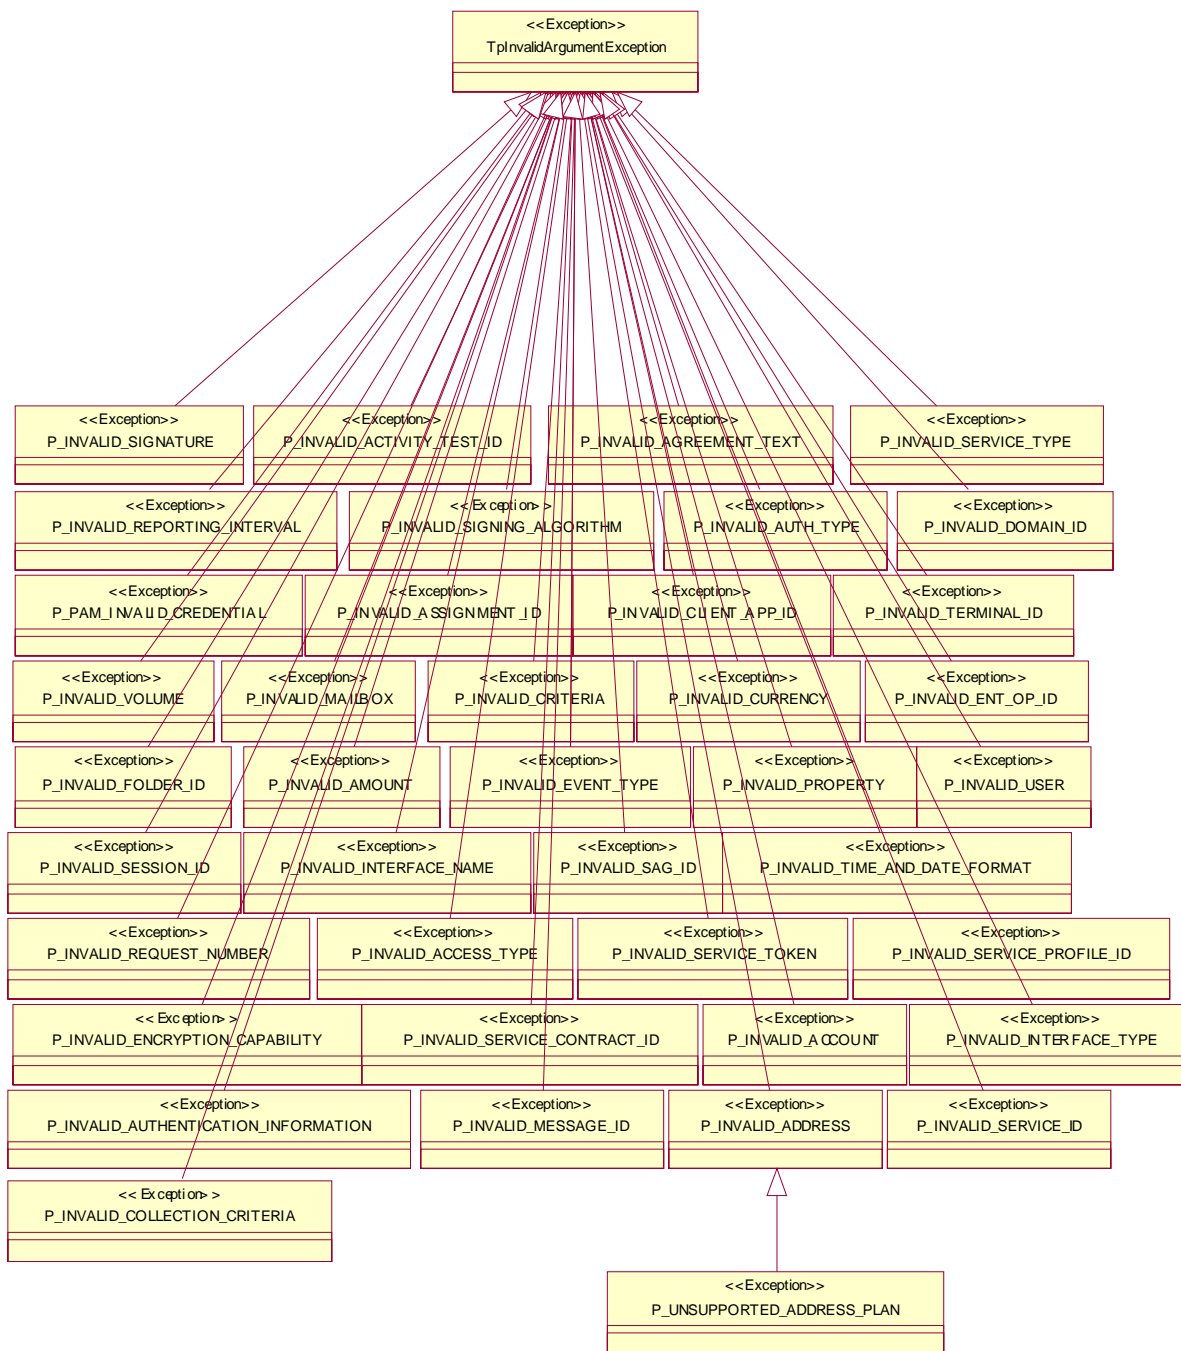 <<Exception>>
TpInvalidArgumentException
<<Exception>>
P_INVALID_SIGNATURE
<<Exception>>
P_INVALID_ACTIVITY_TEST_ID
<<Exception>>
P_INVALID_AGREEMENT_TEXT
<<Exception>>
P_INVALID_SERVICE_TYPE
<<Exception>>
P_INVALID_REPORTING_INTERVAL
<<Exception>>
P_INVALID_SIGNING_ALGORITHM
<<Exception>>
P_INVALID_AUTH_TYPE
<<Exception>>
P_INVALID_DOMAIN_ID
<<Exception>>
P_PAM_INVALID_CREDENTIAL
<<Exception>>
P_INVALID_ASSIGNMENT_ID
<<Exception>>
P_INVALID_CLIENT_APP_ID
<<Exception>>
P_INVALID_TERMINAL_ID
<<Exception>>
P_INVALID_VOLUME
<<Exception>>
P_INVALID_MAILBOX
<<Exception>>
P_INVALID_CRITERIA
<<Exception>>
P_INVALID_CURRENCY
<<Exception>>
P_INVALID_ENT_OP_ID
<<Exception>>
P_INVALID_FOLDER_ID
<<Exception>>
P_INVALID_AMOUNT
<<Exception>>
P_INVALID_EVENT_TYPE
<<Exception>>
P_INVALID_PROPERTY
<<Exception>>
P_INVALID_USER
<<Exception>>
P_INVALID_SESSION_ID
<<Exception>>
P_INVALID_INTERFACE_NAME
<<Exception>>
P_INVALID_SAG_ID
<<Exception>>
P_INVALID_TIME_AND_DATE_FORMAT
<<Exception>>
P_INVALID_REQUEST_NUMBER
<<Exception>>
P_INVALID_ACCESS_TYPE
<<Exception>>
P_INVALID_SERVICE_TOKEN
<<Exception>>
P_INVALID_SERVICE_PROFILE_ID
<<Exception>>
P_INVALID_ENCRYPTION_CAPABILITY
<<Exception>>
P_INVALID_SERVICE_CONTRACT_ID
<<Exception>>
P_INVALID_ACCOUNT
<<Exception>>
P_INVALID_INTERFACE_TYPE
<<Exception>>
P_INVALID_AUTHENTICATION_INFORMATION
<<Exception>>
P_INVALID_MESSAGE_ID
<<Exception>>
P_INVALID_ADDRESS
<<Exception>>
P_INVALID_SERVICE_ID
<<Exception>>
P_INVALID_COLLECTION_CRITERIA
<<Exception>>
P_UNSUPPORTED_ADDRESS_PLAN